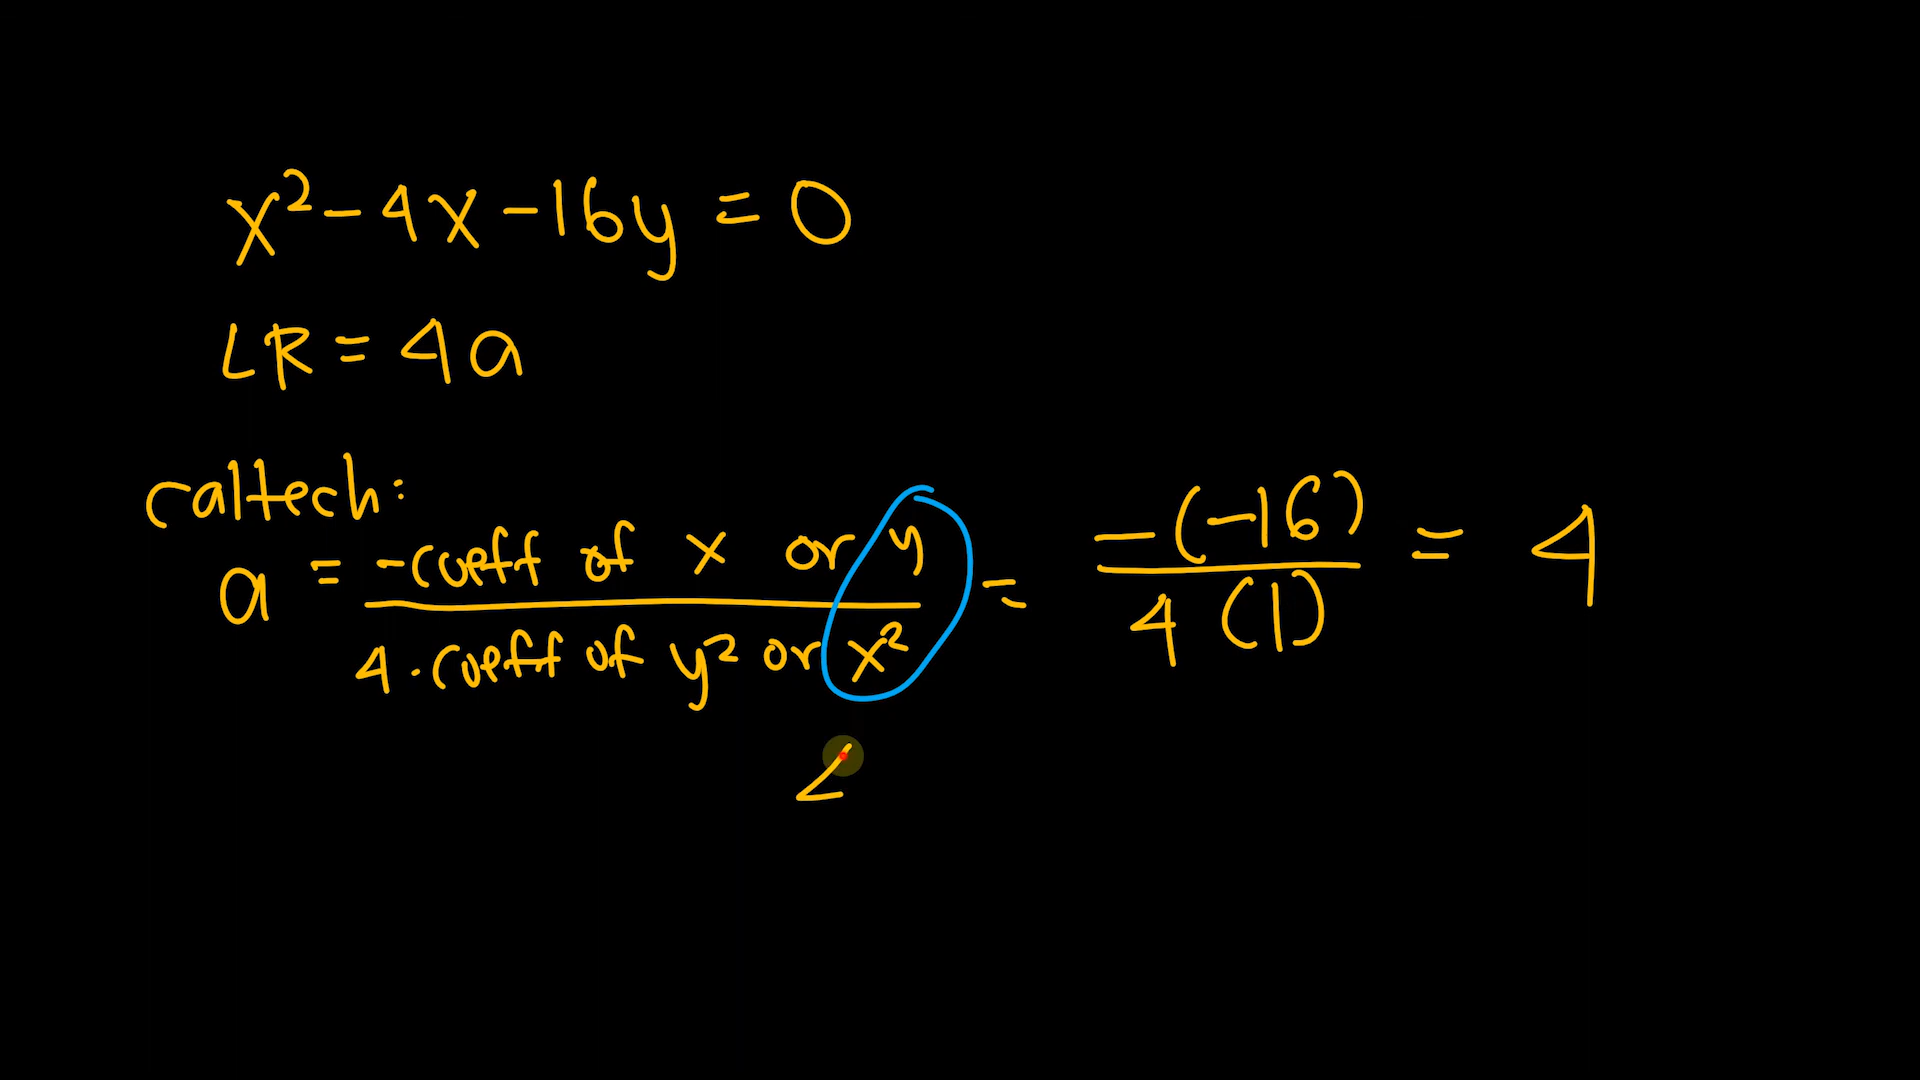 x² - 4x - 16y = 0
LR = 4a
caltech:
a = -coeff of x or y / 4 · coeff of y² or x² = -(-16) / 4 (1) = 4